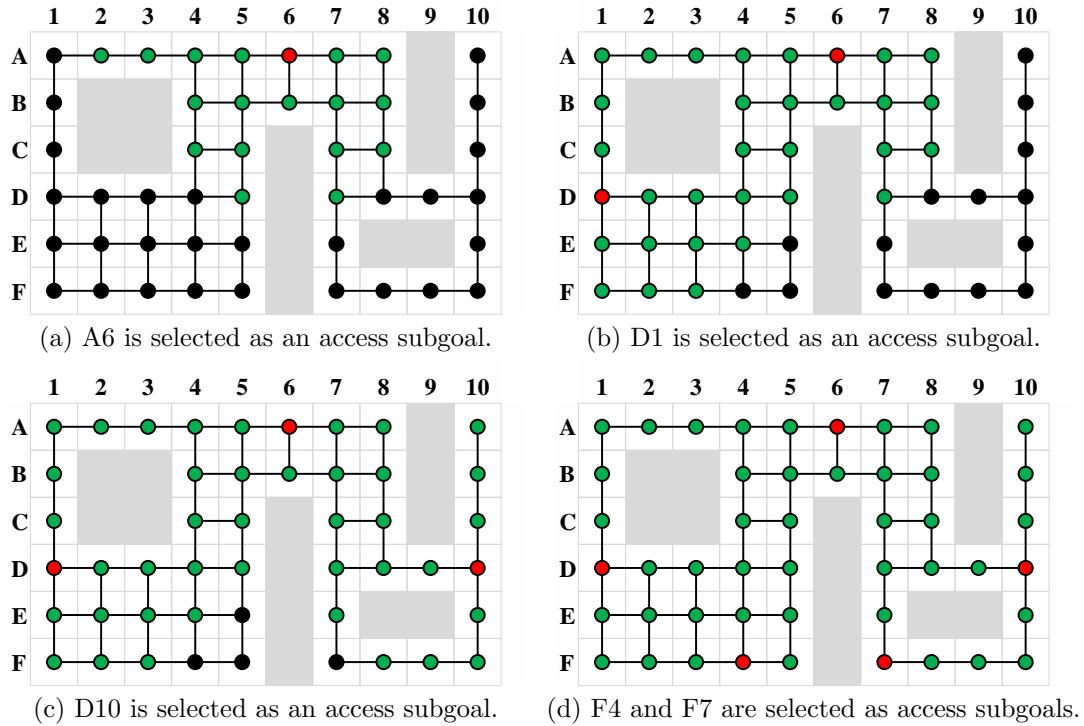 1 2 3 4 5 6 7 8 9 10
A
B
C
D
E
F
(a) A6 is selected as an access subgoal.
1 2 3 4 5 6 7 8 9 10
A
B
C
D
E
F
(b) D1 is selected as an access subgoal.
1 2 3 4 5 6 7 8 9 10
A
B
C
D
E
F
(c) D10 is selected as an access subgoal.
1 2 3 4 5 6 7 8 9 10
A
B
C
D
E
F
(d) F4 and F7 are selected as access subgoals.